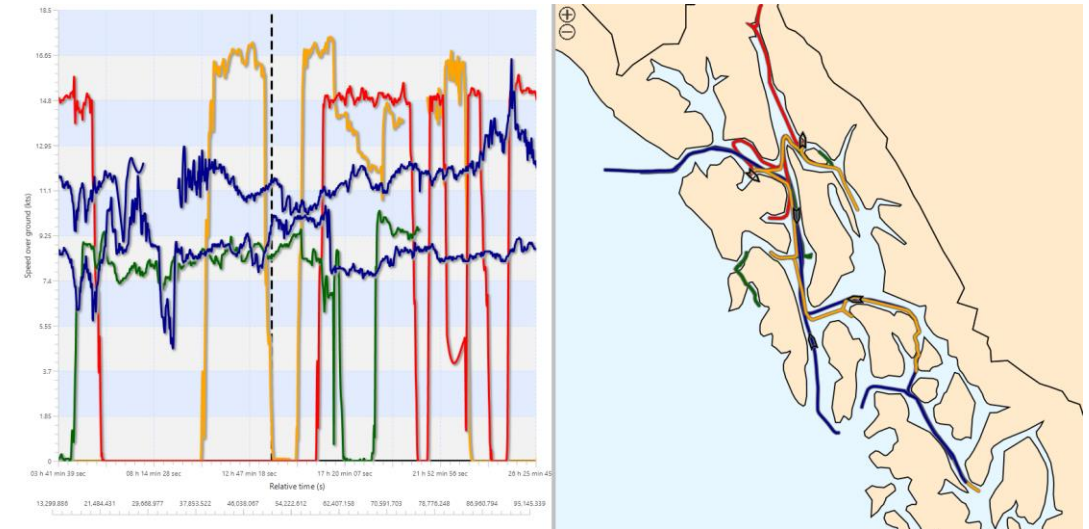 18.5
16.65
14.8
12.95
11.1
9.25
7.4
5.55
3.7
1.85
0
Speed over ground (kts)
03 h 41 min 39 sec 08 h 14 min 28 sec 12 h 47 min 18 sec 17 h 20 min 07 sec 21 h 52 min 56 sec 26 h 25 min 45
Relative time (s)
13,299.886 21,484.431 29,668.977 37,853.522 46,038.067 54,222.612 62,407.158 70,591.703 78,776.248 86,960.794 95,145.339